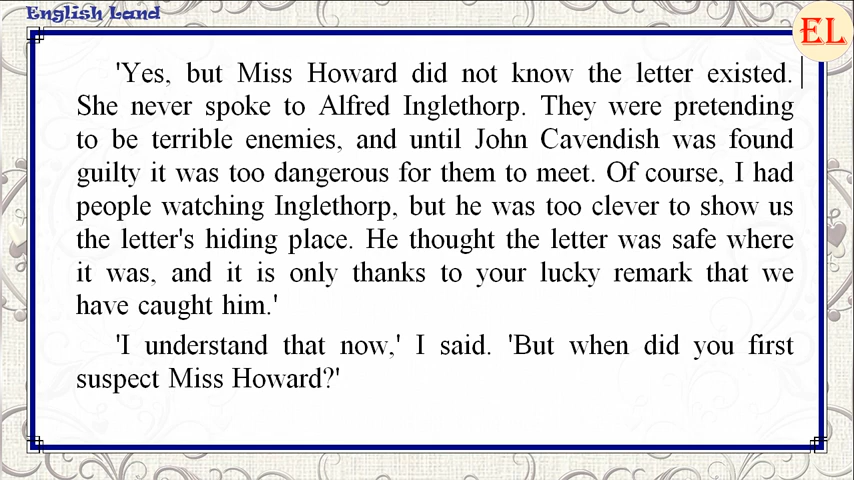 English Land
EL
'Yes, but Miss Howard did not know the letter existed.
She never spoke to Alfred Inglethorp. They were pretending
to be terrible enemies, and until John Cavendish was found
guilty it was too dangerous for them to meet. Of course, I had
people watching Inglethorp, but he was too clever to show us
the letter's hiding place. He thought the letter was safe where
it was, and it is only thanks to your lucky remark that we
have caught him.'
'I understand that now,' I said. 'But when did you first
suspect Miss Howard?'